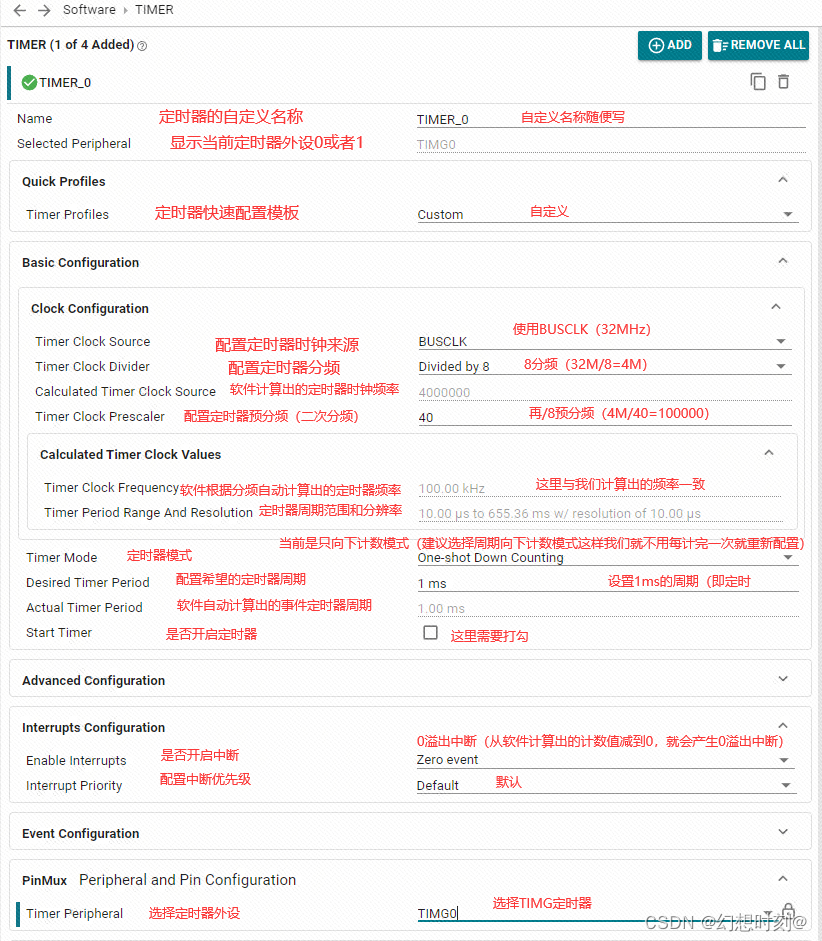 Software › TIMER
TIMER (1 of 4 Added)
ADD
REMOVE ALL
TIMER_0
Name 定时器的自定义名称 TIMER_0 自定义名称随便写
Selected Peripheral 显示当前定时器外设0或者1 TIMG0
Quick Profiles
Timer Profiles 定时器快速配置模板 Custom 自定义
Basic Configuration
Clock Configuration
使用BUSCLK（32MHz）
Timer Clock Source 配置定时器时钟来源 BUSCLK
Timer Clock Divider 配置定时器分频 Divided by 8 8分频（32M/8=4M）
Calculated Timer Clock Source 软件计算出的定时器时钟频率 4000000
Timer Clock Prescaler 配置定时器预分频（二次分频） 40 再/8预分频（4M/40=100000）
Calculated Timer Clock Values
Timer Clock Frequency 软件根据分频自动计算出的定时器频率 100.00 kHz 这里与我们计算出的频率一致
Timer Period Range And Resolution 定时器周期范围和分辨率 10.00 μs to 655.36 ms w/ resolution of 10.00 μs
当前是只向下计数模式（建议选择周期向下计数模式这样我们就不用每计完一次就重新配置）
Timer Mode 定时器模式 One-shot Down Counting
Desired Timer Period 配置希望的定时器周期 1 ms 设置1ms的周期（即定时
Actual Timer Period 软件自动计算出的事件定时器周期 1.00 ms
Start Timer 是否开启定时器 这里需要打勾
Advanced Configuration
Interrupts Configuration
0溢出中断（从软件计算出的计数值减到0，就会产生0溢出中断）
Enable Interrupts 是否开启中断 Zero event
Interrupt Priority 配置中断优先级 Default 默认
Event Configuration
PinMux Peripheral and Pin Configuration
Timer Peripheral 选择定时器外设 TIMG0 选择TIMG定时器
CSDN @幻想时刻@